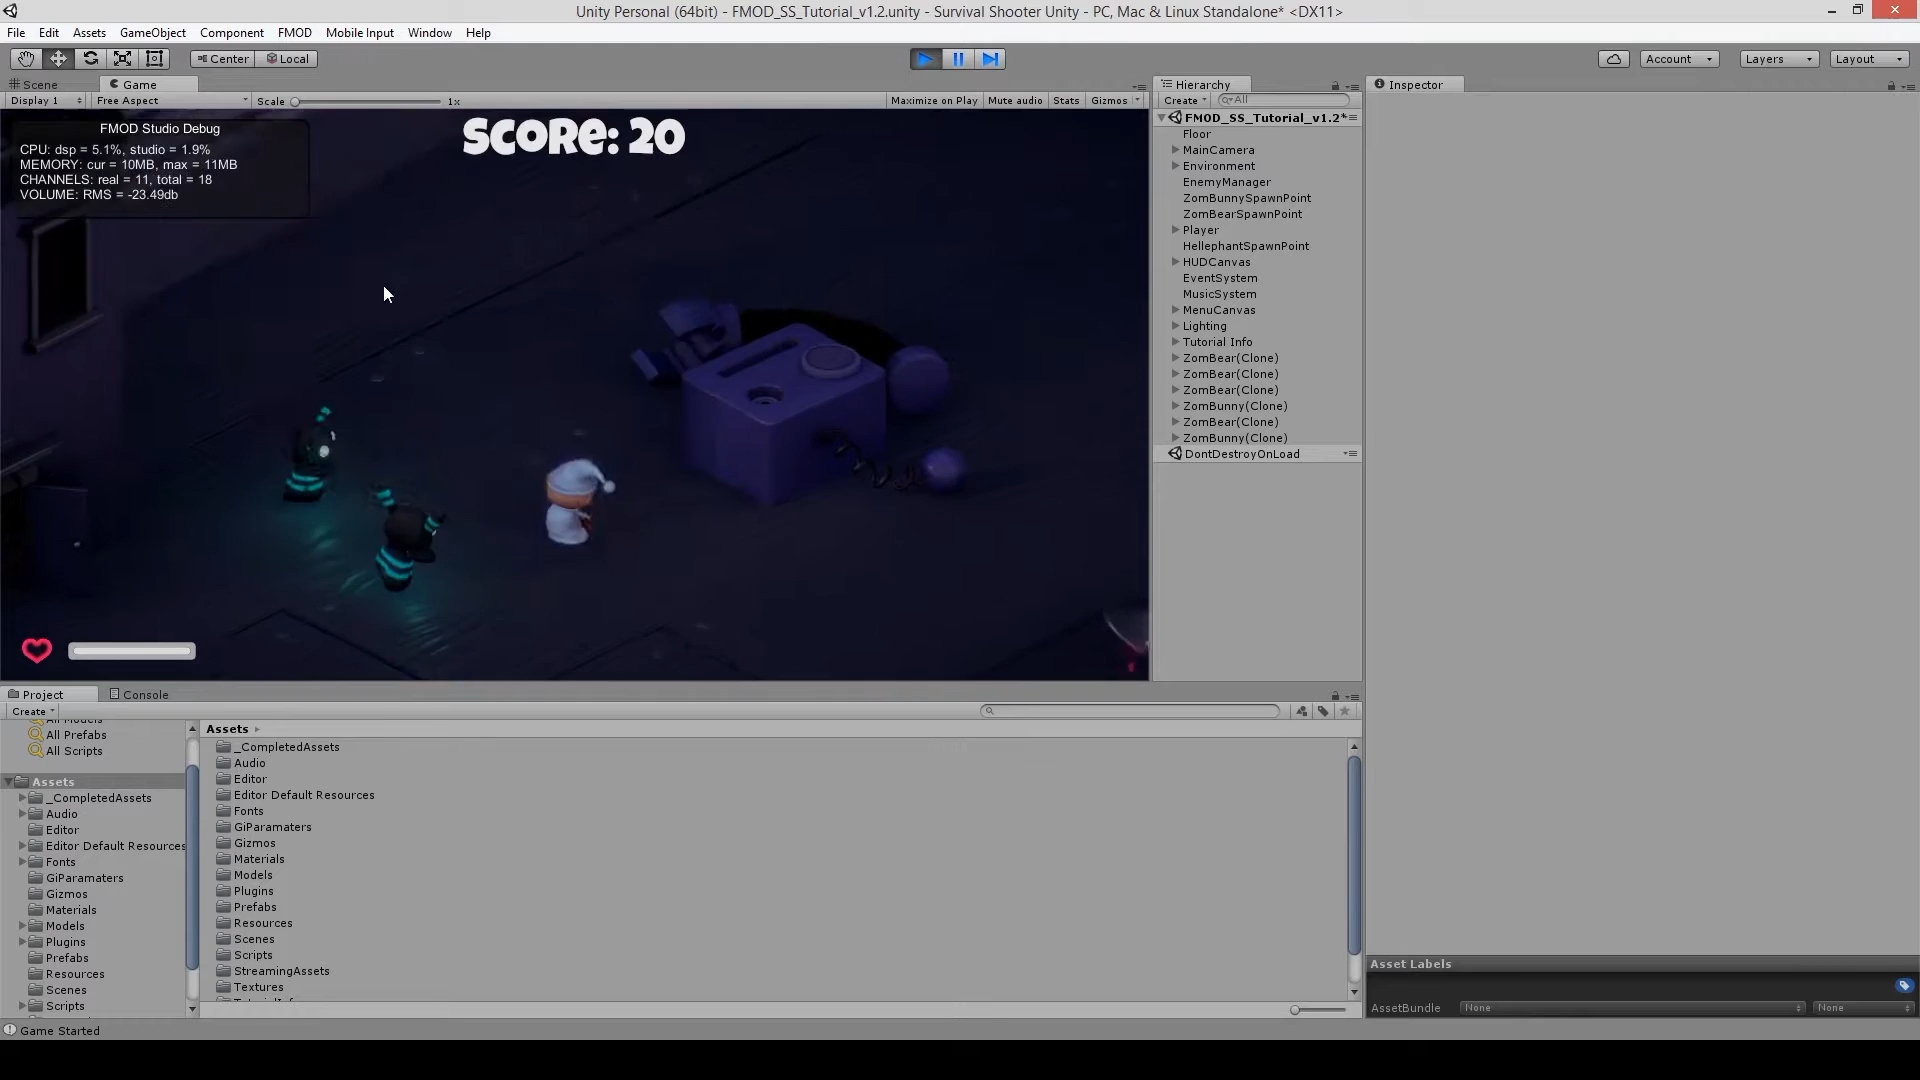 Unity Personal (64bit) - FMOD_SS_Tutorial_v1.2.unity - Survival Shooter Unity - PC, Mac & Linux Standalone* <DX11>
File Edit Assets GameObject Component FMOD Mobile Input Window Help
Center Local Account Layers Layout
Scene Game
Display 1 Free Aspect Scale 1x Maximize on Play Mute audio Stats Gizmos
FMOD Studio Debug
CPU: dsp = 5.1%, studio = 1.9%
MEMORY: cur = 10MB, max = 11MB
CHANNELS: real = 11, total = 18
VOLUME: RMS = -23.49db
SCORE: 20
Hierarchy
Create All
FMOD_SS_Tutorial_v1.2*
Floor
MainCamera
Environment
EnemyManager
ZomBunnySpawnPoint
ZomBearSpawnPoint
Player
HellephantSpawnPoint
HUDCanvas
EventSystem
MusicSystem
MenuCanvas
Lighting
Tutorial Info
ZomBear(Clone)
ZomBear(Clone)
ZomBear(Clone)
ZomBunny(Clone)
ZomBear(Clone)
ZomBunny(Clone)
DontDestroyOnLoad
Inspector
Project Console
Create
All Models
All Prefabs
All Scripts
Assets
_CompletedAssets
Audio
Editor
Editor Default Resources
Fonts
GiParamaters
Gizmos
Materials
Models
Plugins
Prefabs
Resources
Scenes
Scripts
Assets
_CompletedAssets
Audio
Editor
Editor Default Resources
Fonts
GiParamaters
Gizmos
Materials
Models
Plugins
Prefabs
Resources
Scenes
Scripts
StreamingAssets
Textures
Asset Labels
AssetBundle None None
Game Started